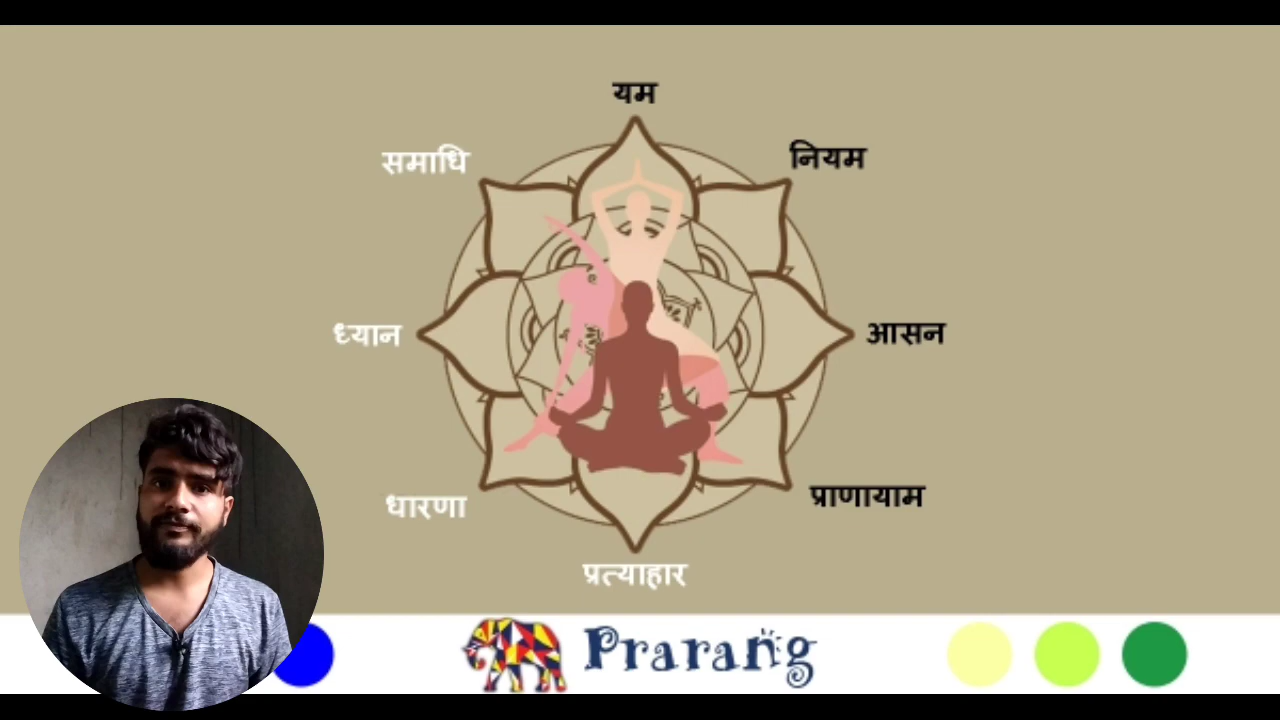 यम
समाधि
नियम
ध्यान
आसन
धारणा
प्राणायाम
प्रत्याहार
Prarang